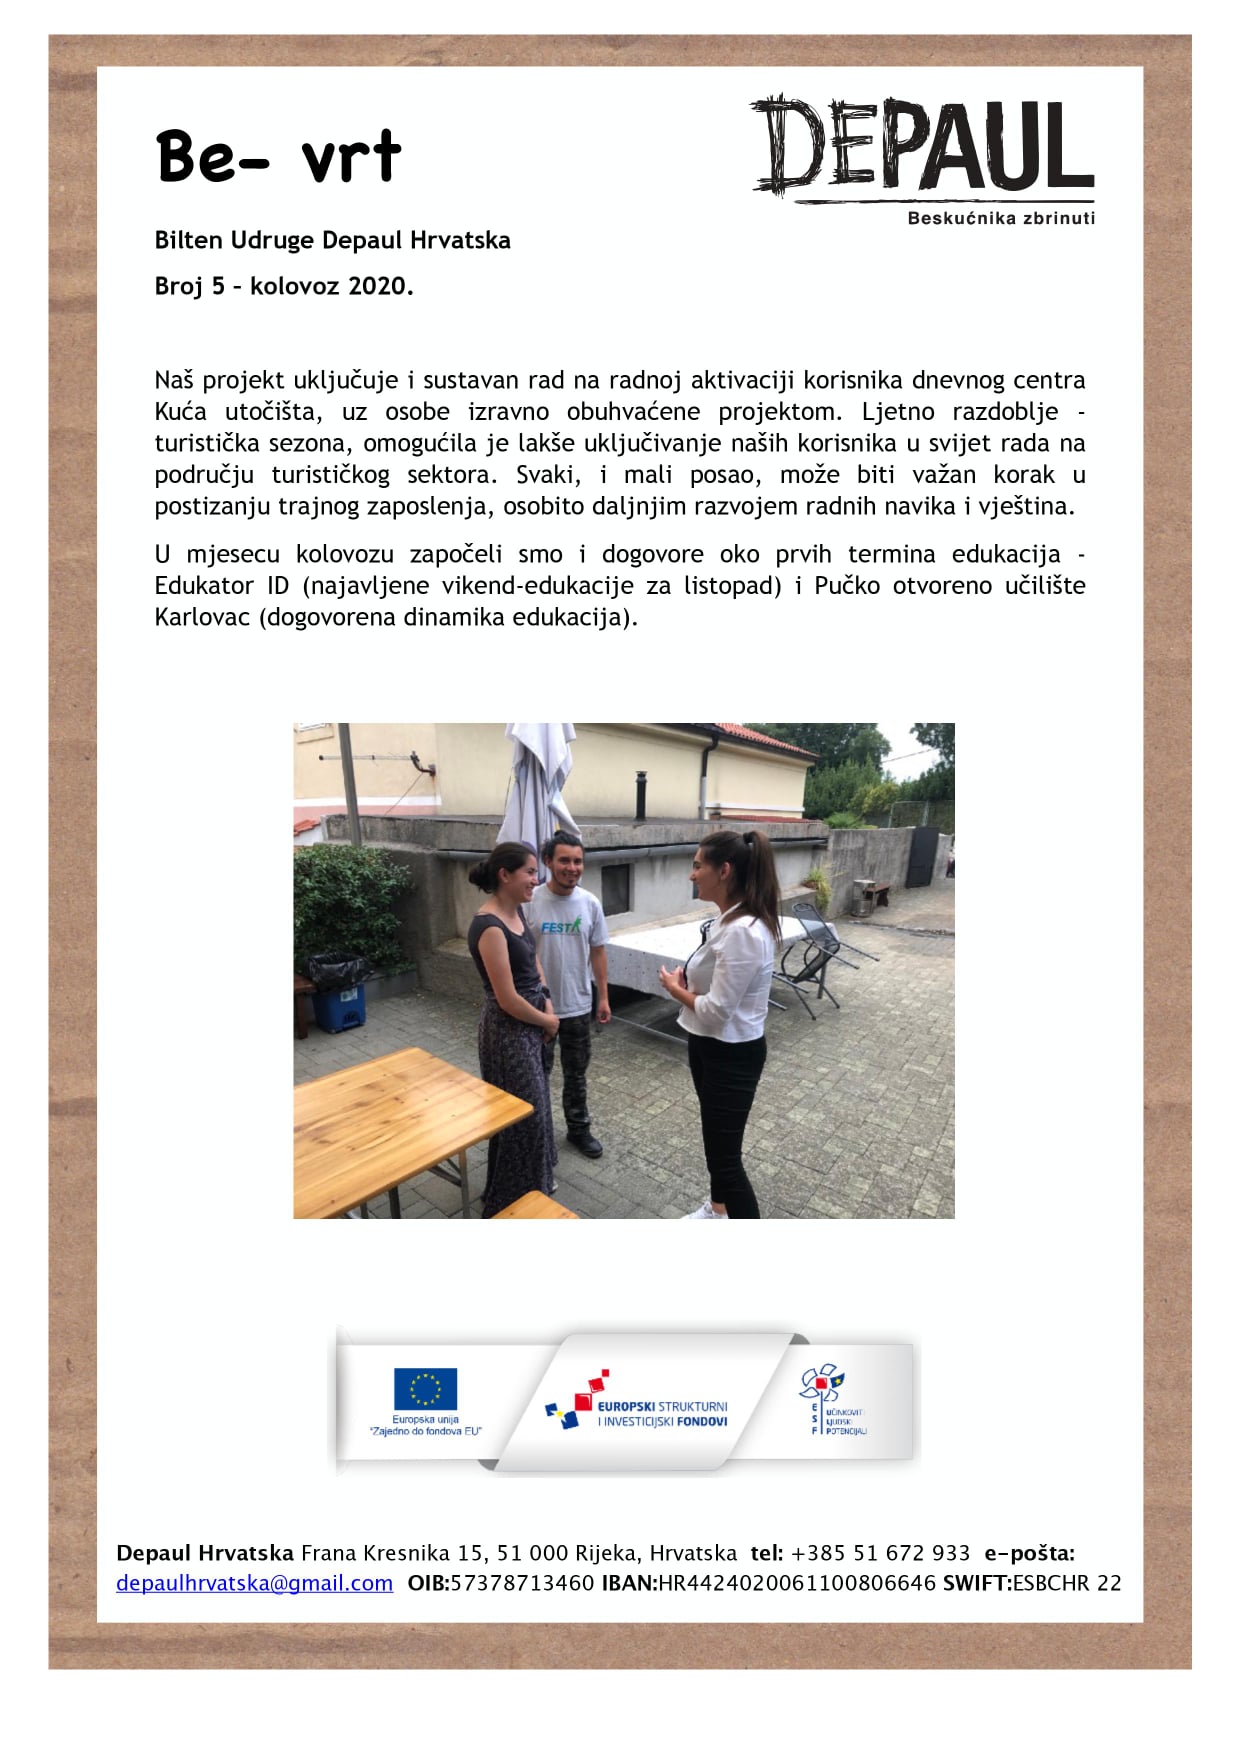 Be- vrt
DEPAUL
Beskućnika zbrinuti
Bilten Udruge Depaul Hrvatska
Broj 5 – kolovoz 2020.
Naš projekt uključuje i sustavan rad na radnoj aktivaciji korisnika dnevnog centra
Kuća utočišta, uz osobe izravno obuhvaćene projektom. Ljetno razdoblje -
turistička sezona, omogućila je lakše uključivanje naših korisnika u svijet rada na
području turističkog sektora. Svaki, i mali posao, može biti važan korak u
postizanju trajnog zaposlenja, osobito daljnjim razvojem radnih navika i vještina.
U mjesecu kolovozu započeli smo i dogovore oko prvih termina edukacija -
Edukator ID (najavljene vikend-edukacije za listopad) i Pučko otvoreno učilište
Karlovac (dogovorena dinamika edukacija).
FEST
Europska unija
"Zajedno do fondova EU"
EUROPSKI STRUKTURNI
I INVESTICIJSKI FONDOVI
ESF
UČINKOVITI
LJUDSKI
POTENCIJALI
Depaul Hrvatska Frana Kresnika 15, 51 000 Rijeka, Hrvatska tel: +385 51 672 933 e-pošta:
depaulhrvatska@gmail.com OIB:57378713460 IBAN:HR4424020061100806646 SWIFT:ESBCHR 22